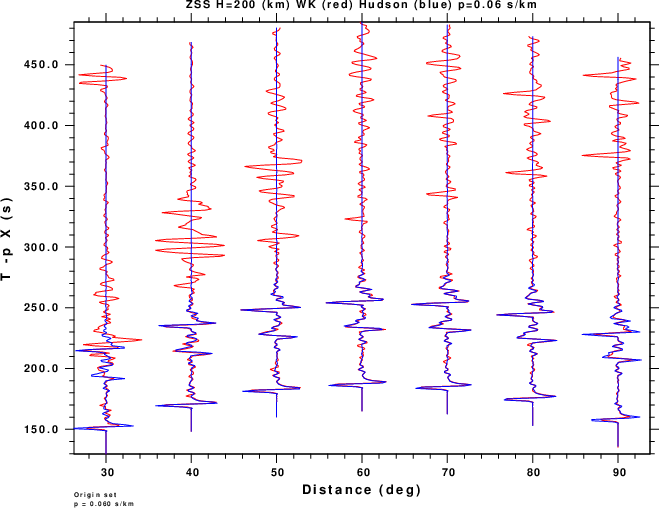 ZSS H=200 (km) WK (red) Hudson (blue) p=0.06 s/km
450.0
400.0
350.0
300.0
250.0
200.0
150.0
T -p X (s)
30 40 50 60 70 80 90
Distance (deg)
Origin set
p = 0.060 s/km